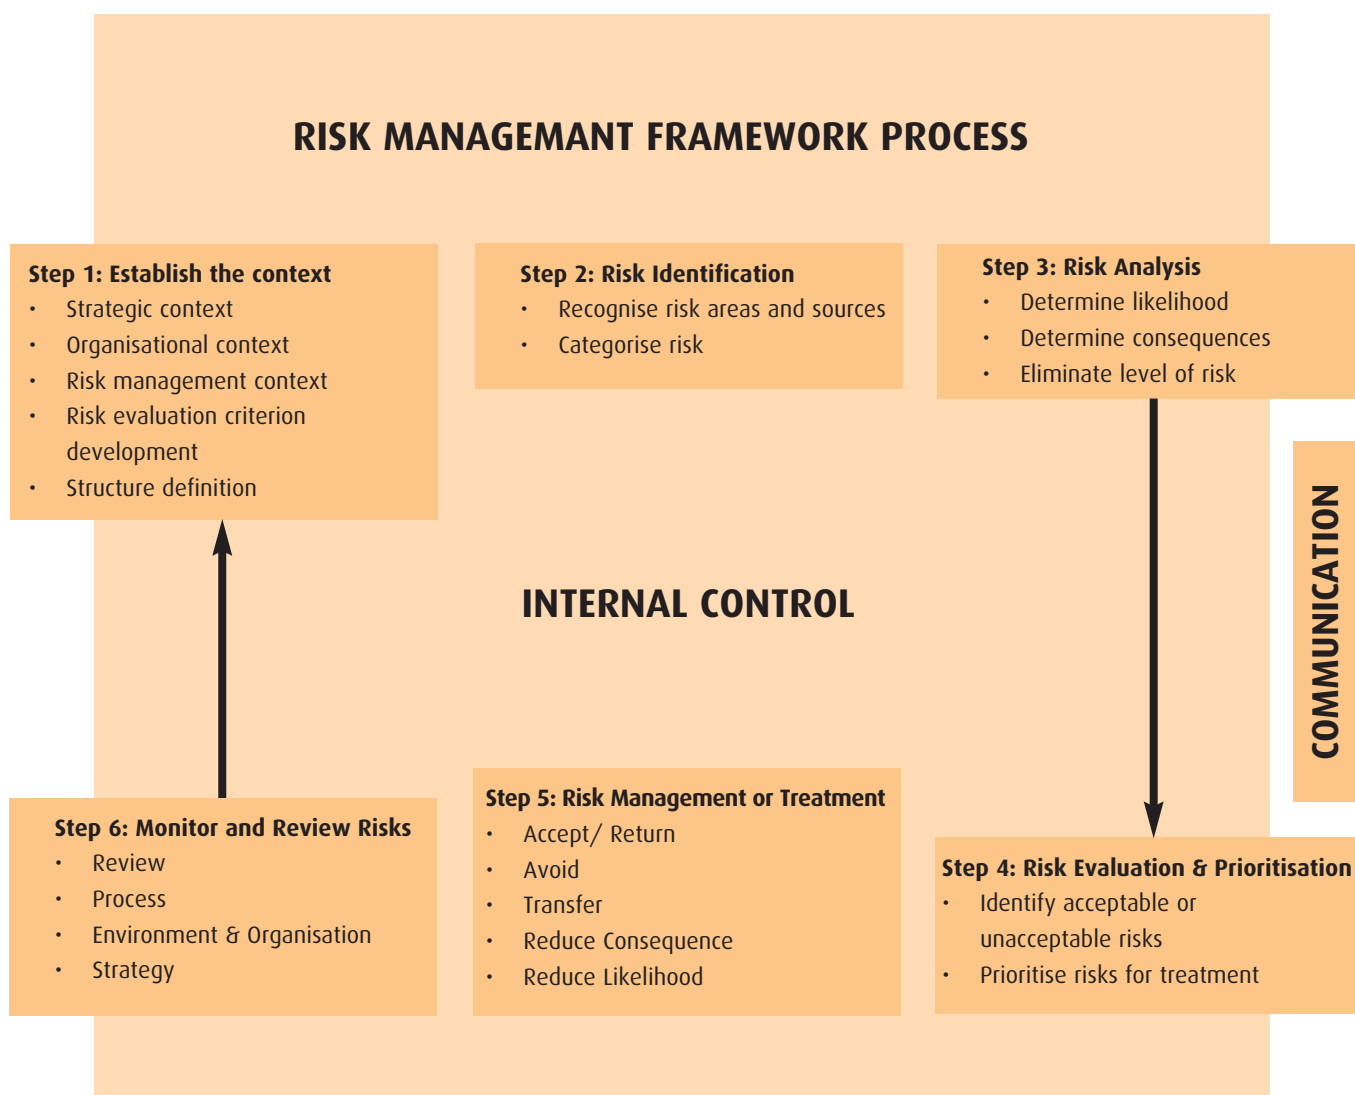 RISK MANAGEMANT FRAMEWORK PROCESS
Step 1: Establish the context
• Strategic context
• Organisational context
• Risk management context
• Risk evaluation criterion
development
• Structure definition
Step 2: Risk Identification
• Recognise risk areas and sources
• Categorise risk
Step 3: Risk Analysis
• Determine likelihood
• Determine consequences
• Eliminate level of risk
COMMUNICATION
INTERNAL CONTROL
Step 6: Monitor and Review Risks
• Review
• Process
• Environment & Organisation
• Strategy
Step 5: Risk Management or Treatment
• Accept/ Return
• Avoid
• Transfer
• Reduce Consequence
• Reduce Likelihood
Step 4: Risk Evaluation & Prioritisation
• Identify acceptable or
unacceptable risks
• Prioritise risks for treatment